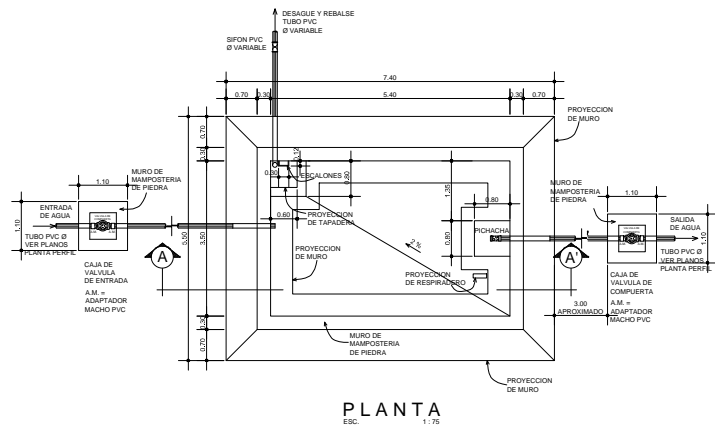 DESAGUE Y REBALSE
TUBO PVC
Ø VARIABLE
SIFON PVC
Ø VARIABLE
7.40
0.70
0.30
5.40
0.30
0.70
PROYECCION
DE MURO
0.70
0.30
5.50
3.50
0.30
0.70
0.12
0.30
ESCALONES
0.80
0.60
PROYECCION
DE TAPADERA
PROYECCION
DE MURO
1.35
0.80
0.80
PICHACHA
2 %
PROYECCION
DE RESPIRADERO
MURO DE
MAMPOSTERIA
DE PIEDRA
1.10
MURO DE
MAMPOSTERIA
DE PIEDRA
ENTRADA
DE AGUA
1.10
TUBO PVC Ø
VER PLANOS
PLANTA PERFIL
CAJA DE
VALVULA
DE ENTRADA
A.M. =
ADAPTADOR
MACHO PVC
A
MURO DE
MAMPOSTERIA
DE PIEDRA
1.10
SALIDA
DE AGUA
1.10
TUBO PVC Ø
VER PLANOS
PLANTA PERFIL
A'
CAJA DE
VALVULA DE
COMPUERTA
A.M. =
ADAPTADOR
MACHO PVC
3.00
APROXIMADO
PROYECCION
DE MURO
PLANTA
ESC. 1 : 75